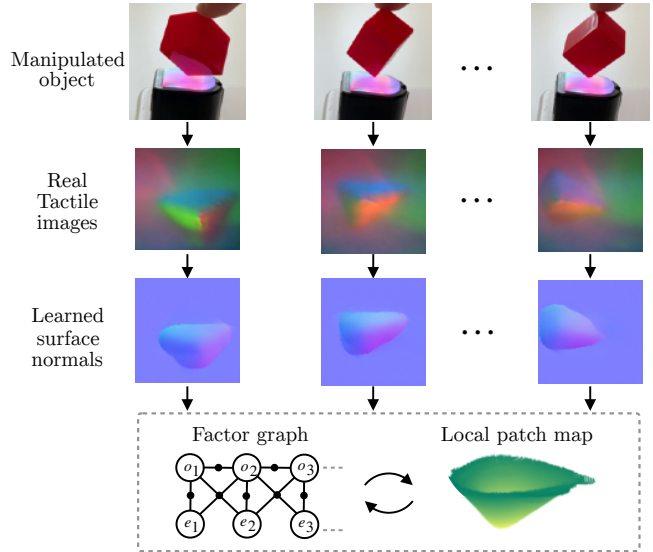 Manipulated
object
...
Real
Tactile
images
...
Learned
surface
normals
...
Factor graph
Local patch map
o1 o2 o3
e1 e2 e3